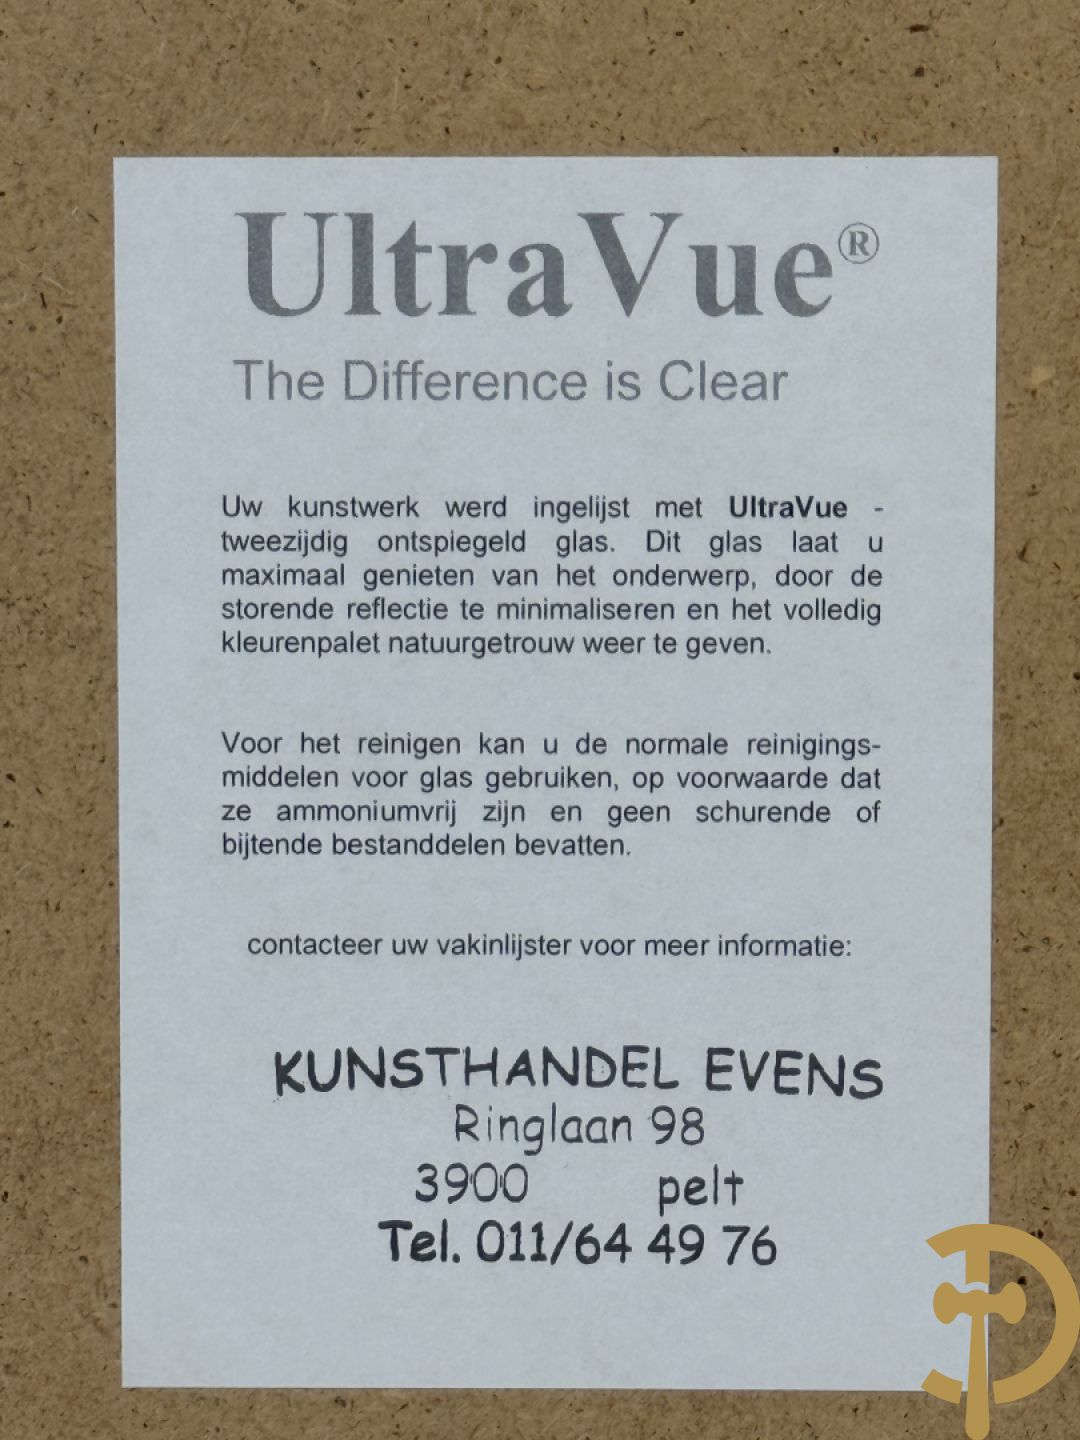 UltraVue®
The Difference is Clear
Uw kunstwerk werd ingelijst met UltraVue -
tweezijdig ontspiegeld glas. Dit glas laat u
maximaal genieten van het onderwerp, door de
storende reflectie te minimaliseren en het volledig
kleurenpalet natuurgetrouw weer te geven.
Voor het reinigen kan u de normale reinigings-
middelen voor glas gebruiken, op voorwaarde dat
ze ammoniumvrij zijn en geen schurende of
bijtende bestanddelen bevatten.
contacteer uw vakinlijster voor meer informatie:
KUNSTHANDEL EVENS
Ringlaan 98
3900 pelt
Tel. 011/64 49 76